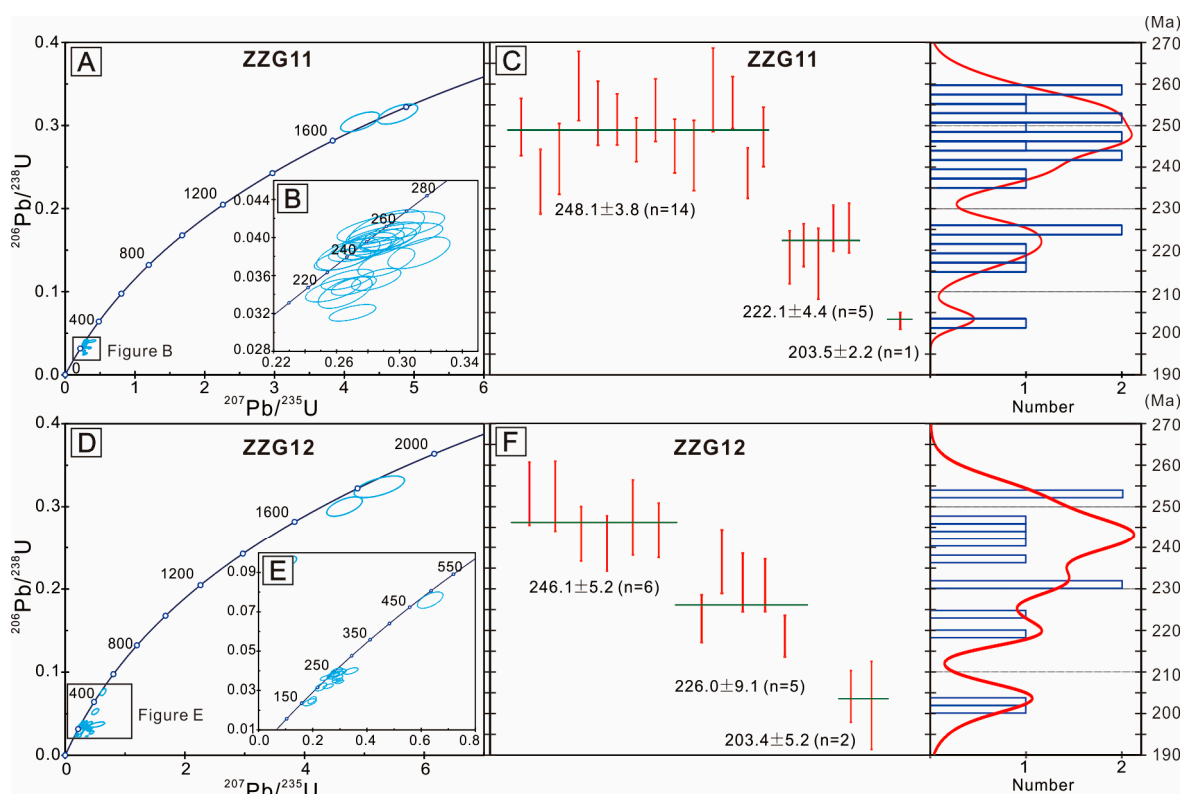 (Ma)
A
ZZG11
0.4
0.3
0.2
0.1
0.0
206Pb/238U
1600
1200
800
400
0
Figure B
0 1 2 3 4 5 6
207Pb/235U
B
0.044
0.040
0.036
0.032
0.028
280
260
240
220
0.22 0.26 0.30 0.34
C
ZZG11
248.1±3.8 (n=14)
222.1±4.4 (n=5)
203.5±2.2 (n=1)
270
260
250
240
230
220
210
200
190
1 2
Number
(Ma)
D
ZZG12
0.4
0.3
0.2
0.1
0.0
206Pb/238U
2000
1600
1200
800
400
Figure E
0 2 4 6
207Pb/235U
E
0.09
0.07
0.05
0.03
0.01
550
450
350
250
150
0.0 0.2 0.4 0.6 0.8
F
ZZG12
246.1±5.2 (n=6)
226.0±9.1 (n=5)
203.4±5.2 (n=2)
270
260
250
240
230
220
210
200
190
1 2
Number